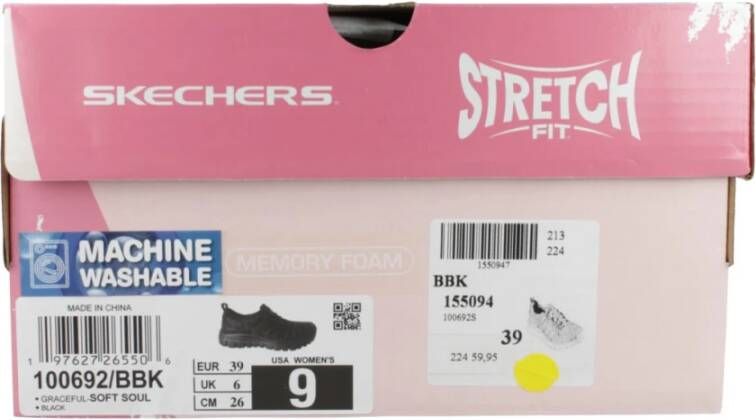 SKECHERS
STRETCH
FIT
MACHINE
WASHABLE
MEMORY FOAM
213
224
1550947
BBK
155094
100692S
39
224 59,95
MADE IN CHINA
1 97627 26550 6
100692/BBK
• GRACEFUL-SOFT SOUL
• BLACK
EUR 39
UK 6
CM 26
USA WOMEN'S
9